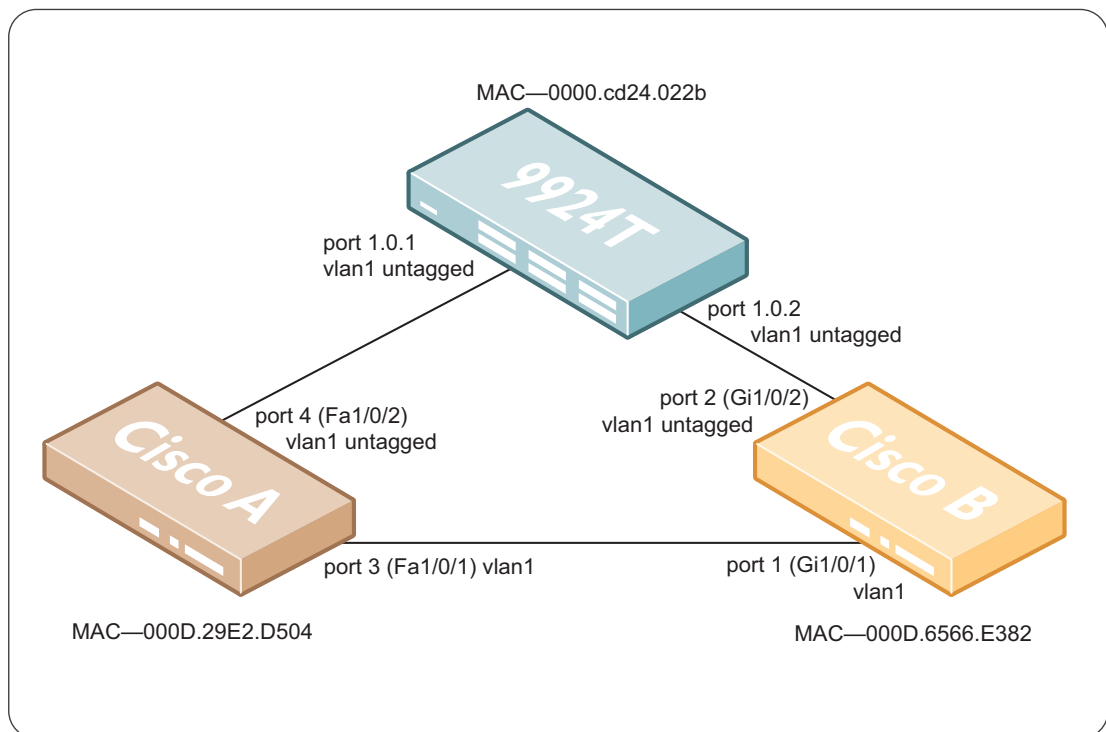 MAC—0000.cd24.022b
9924T
port 1.0.1
vlan1 untagged
port 1.0.2
vlan1 untagged
port 4 (Fa1/0/2)
vlan1 untagged
port 2 (Gi1/0/2)
vlan1 untagged
Cisco A
Cisco B
port 3 (Fa1/0/1) vlan1
port 1 (Gi1/0/1)
vlan1
MAC—000D.29E2.D504
MAC—000D.6566.E382